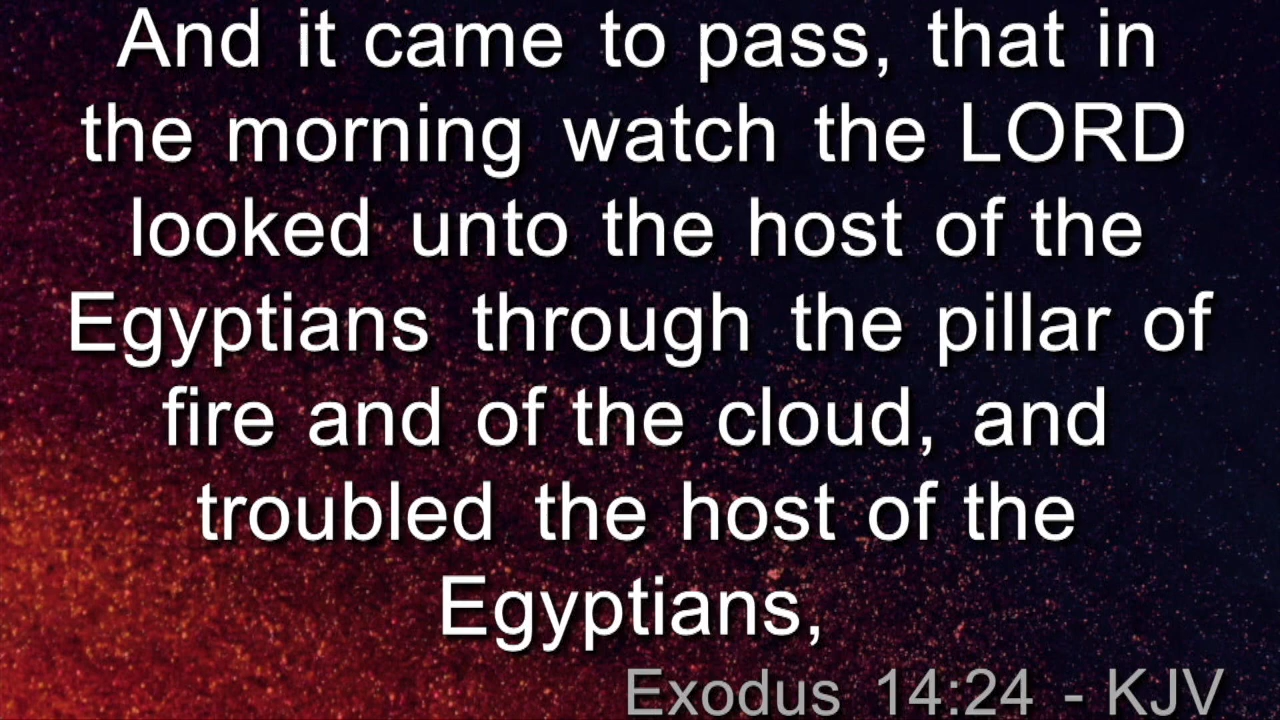 And it came to pass, that in
the morning watch the LORD
looked unto the host of the
Egyptians through the pillar of
fire and of the cloud, and
troubled the host of the
Egyptians,
Exodus 14:24 - KJV